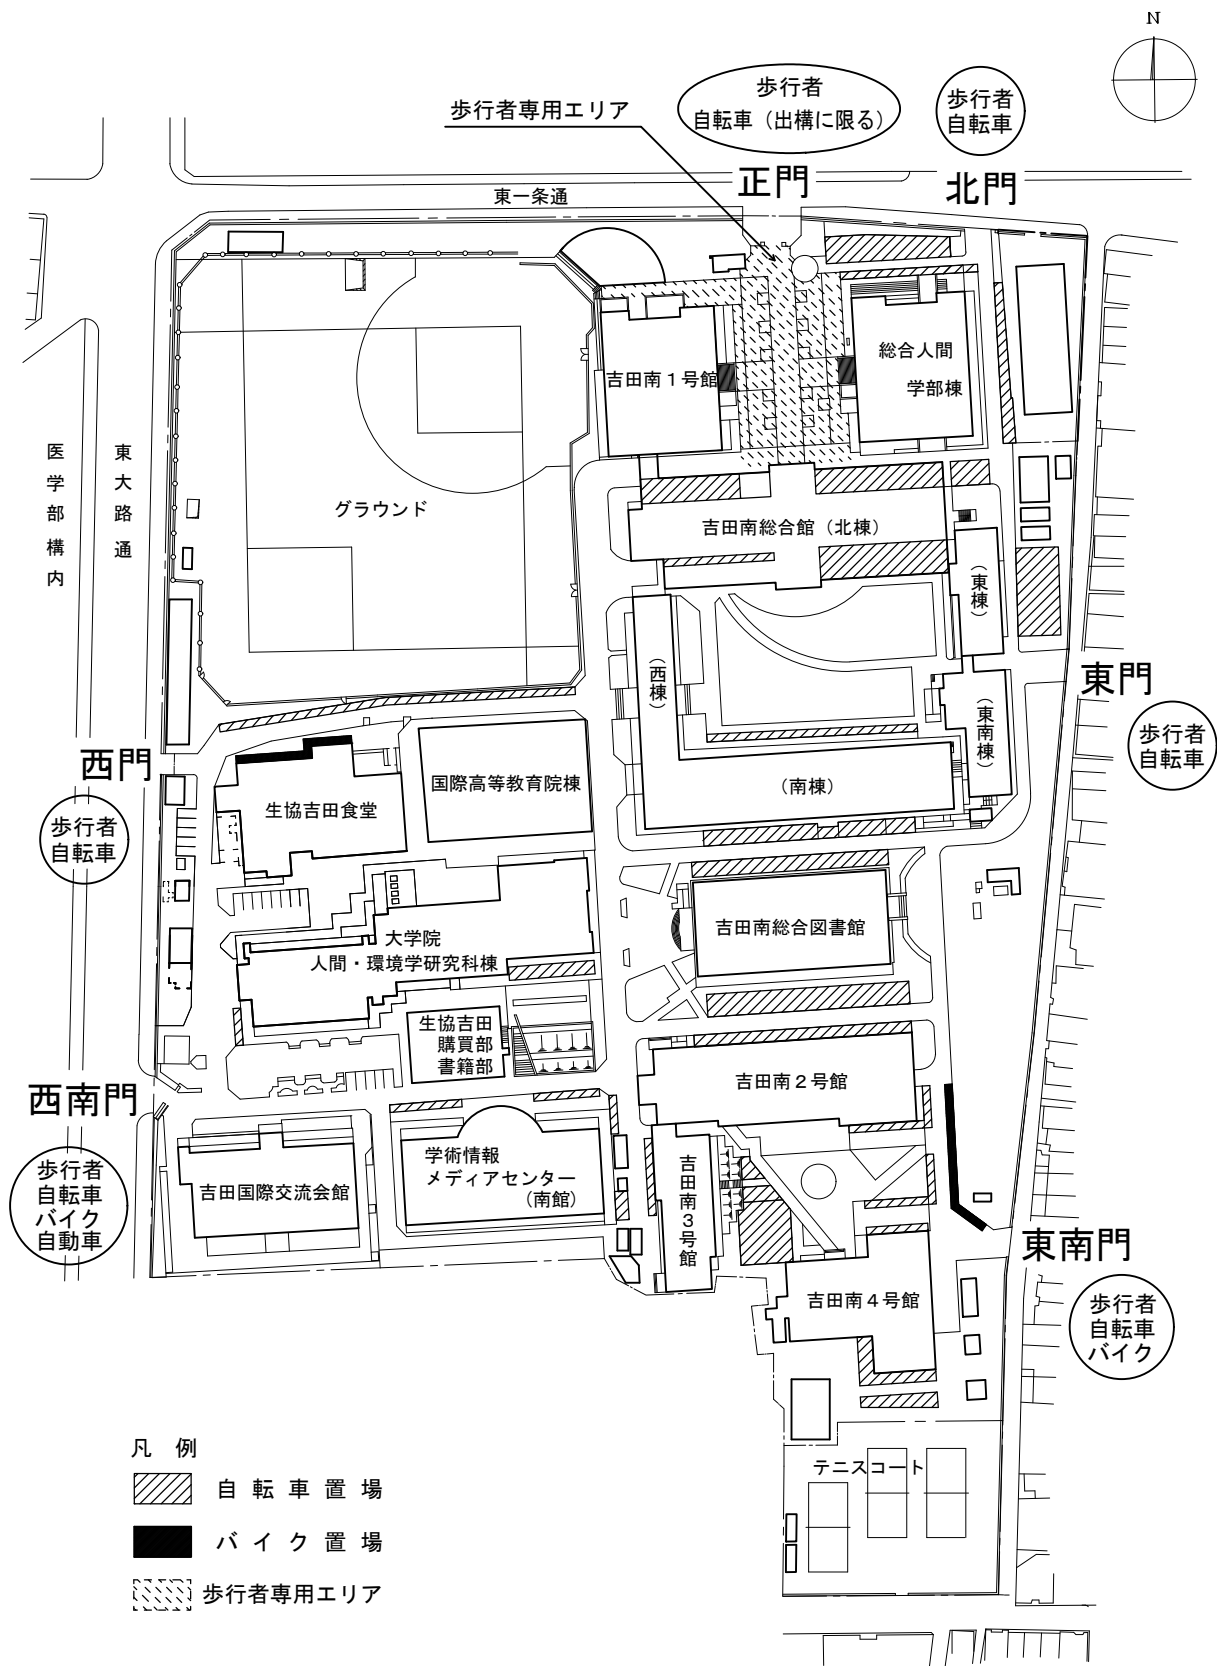 N
歩行者
自転車（出構に限る）
歩行者
自転車
歩行者専用エリア
正門
北門
東一条通
総合人間
学部棟
吉田南１号館
医学部構内
東大路通
グラウンド
吉田南総合館（北棟）
（東棟）
（西棟）
東門
（東南棟）
歩行者
自転車
西門
国際高等教育院棟
（南棟）
生協吉田食堂
歩行者
自転車
吉田南総合図書館
大学院
人間・環境学研究科棟
生協吉田
購買部
書籍部
吉田南２号館
西南門
学術情報
メディアセンター
（南館）
吉田南３号館
歩行者
自転車
バイク
自動車
吉田国際交流会館
東南門
吉田南４号館
歩行者
自転車
バイク
凡 例
テニスコート
自 転 車 置 場
バ イ ク 置 場
歩行者専用エリア